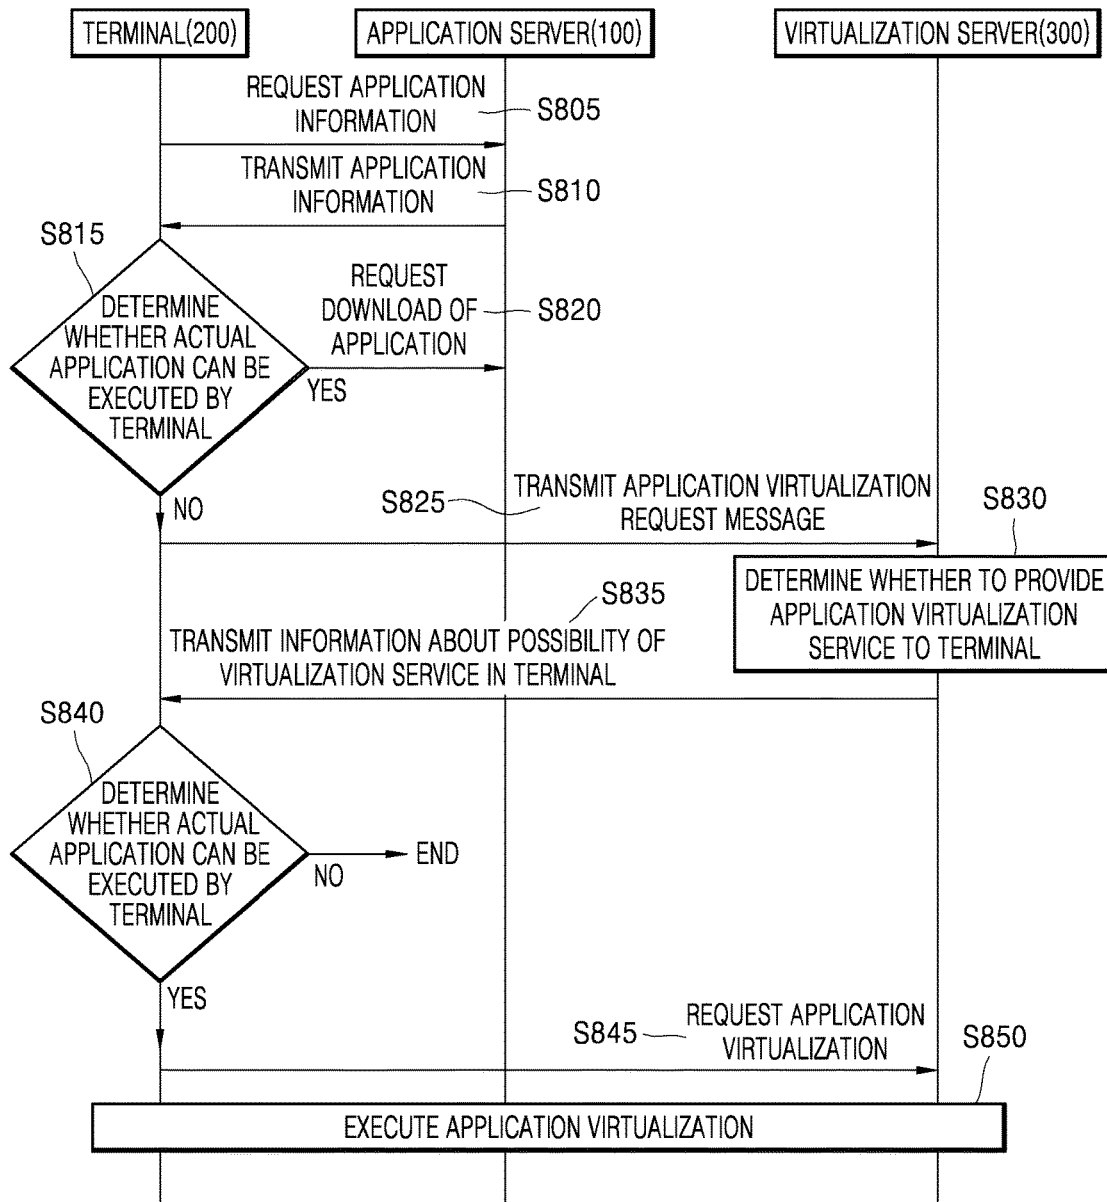 TERMINAL(200)
APPLICATION SERVER(100)
VIRTUALIZATION SERVER(300)
REQUEST APPLICATION
INFORMATION
S805
TRANSMIT APPLICATION
INFORMATION
S810
S815
DETERMINE
WHETHER ACTUAL
APPLICATION CAN BE
EXECUTED BY
TERMINAL
REQUEST
DOWNLOAD OF
APPLICATION
S820
YES
NO
S825
TRANSMIT APPLICATION VIRTUALIZATION
REQUEST MESSAGE
S830
DETERMINE WHETHER TO PROVIDE
APPLICATION VIRTUALIZATION
SERVICE TO TERMINAL
S835
TRANSMIT INFORMATION ABOUT POSSIBILITY OF
VIRTUALIZATION SERVICE IN TERMINAL
S840
DETERMINE
WHETHER ACTUAL
APPLICATION CAN BE
EXECUTED BY
TERMINAL
NO
END
YES
S845
REQUEST APPLICATION
VIRTUALIZATION
S850
EXECUTE APPLICATION VIRTUALIZATION